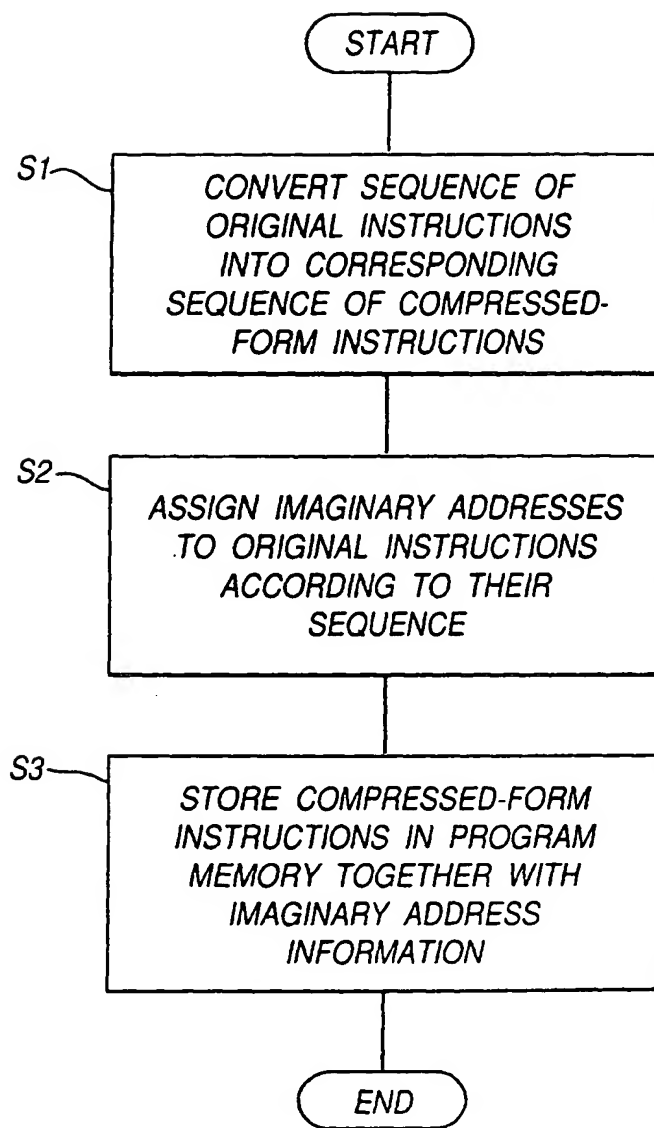 START
S1
CONVERT SEQUENCE OF
ORIGINAL INSTRUCTIONS
INTO CORRESPONDING
SEQUENCE OF COMPRESSED-
FORM INSTRUCTIONS
S2
ASSIGN IMAGINARY ADDRESSES
TO ORIGINAL INSTRUCTIONS
ACCORDING TO THEIR
SEQUENCE
S3
STORE COMPRESSED-FORM
INSTRUCTIONS IN PROGRAM
MEMORY TOGETHER WITH
IMAGINARY ADDRESS
INFORMATION
END